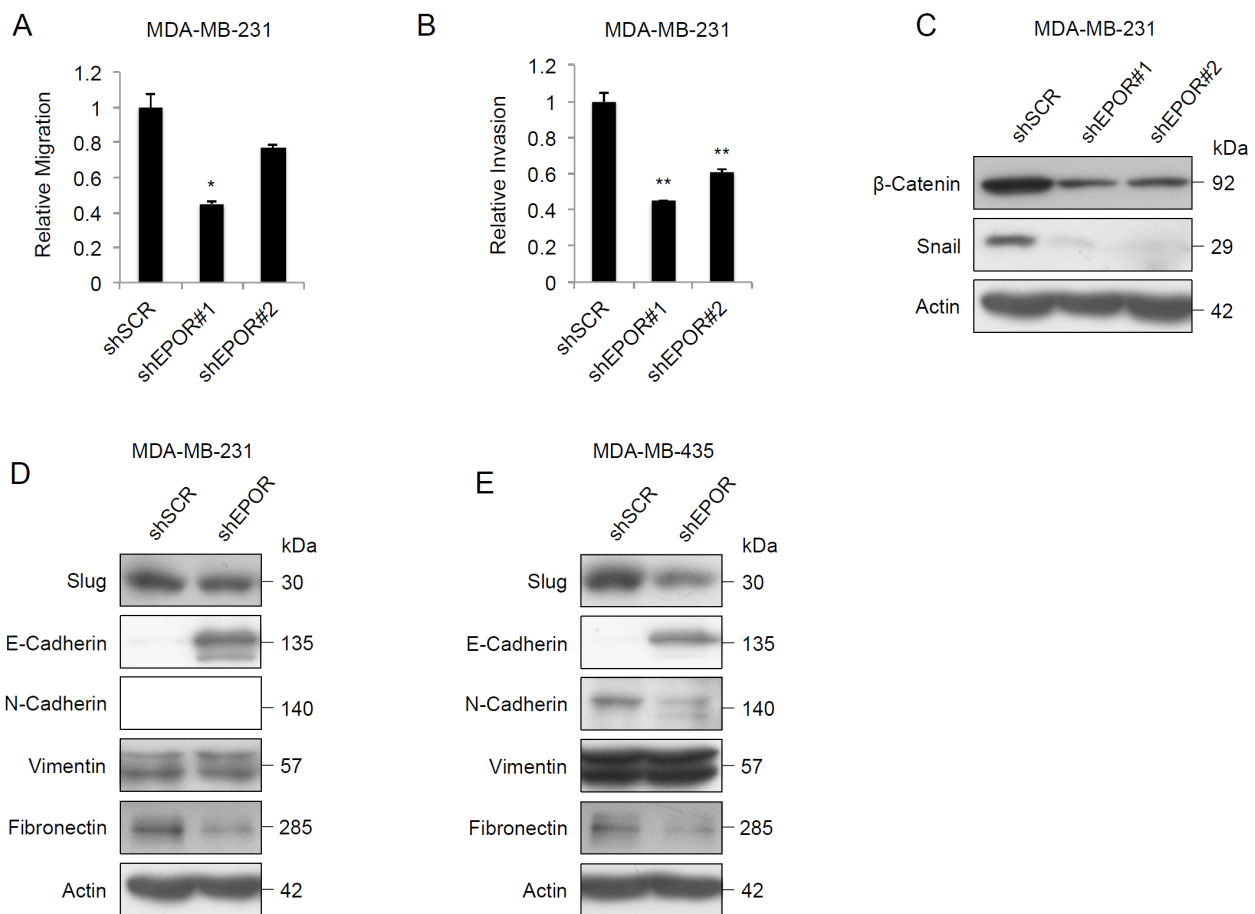 A
MDA-MB-231
Relative Migration
1.2
1
0.8
0.6
0.4
0.2
0
*
shSCR
shEPOR#1
shEPOR#2
B
MDA-MB-231
Relative Invasion
1.2
1
0.8
0.6
0.4
0.2
0
**
**
shSCR
shEPOR#1
shEPOR#2
C
MDA-MB-231
shSCR
shEPOR#1
shEPOR#2
kDa
β-Catenin
92
Snail
29
Actin
42
D
MDA-MB-231
shSCR
shEPOR
kDa
Slug
30
E-Cadherin
135
N-Cadherin
140
Vimentin
57
Fibronectin
285
Actin
42
E
MDA-MB-435
shSCR
shEPOR
kDa
Slug
30
E-Cadherin
135
N-Cadherin
140
Vimentin
57
Fibronectin
285
Actin
42